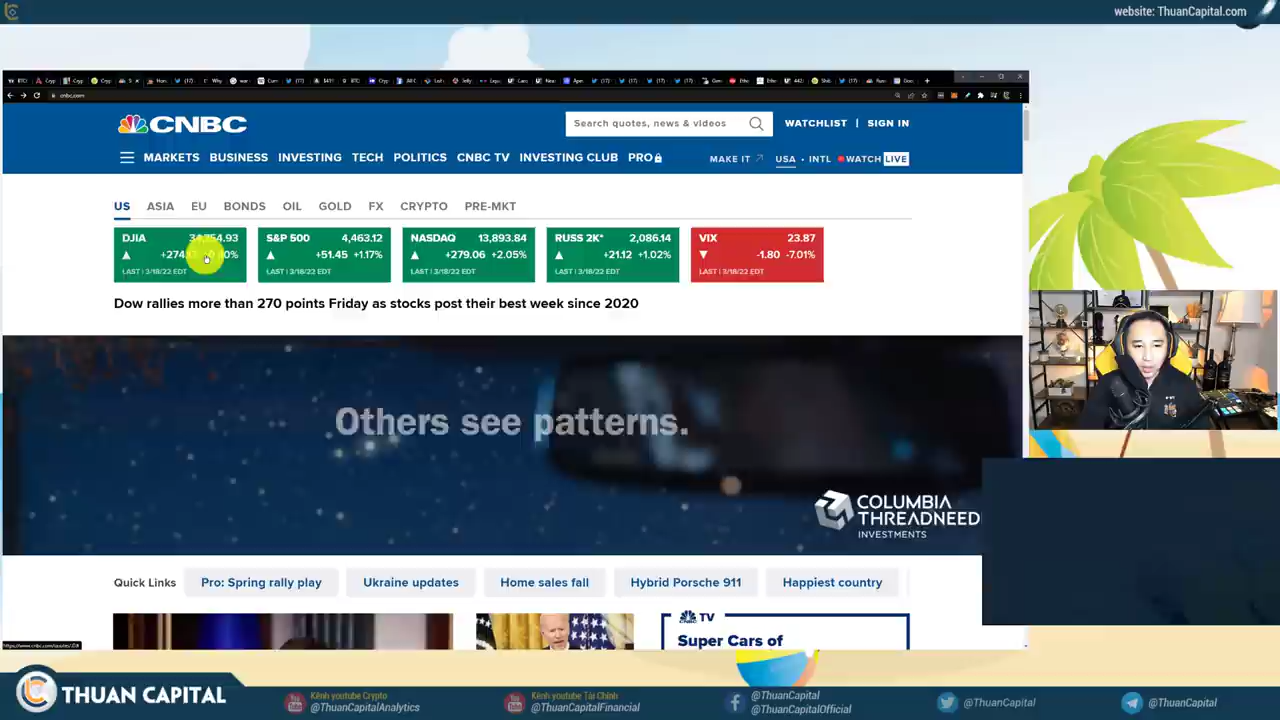 website: ThuanCapital.com
cnbc.com
CNBC
Search quotes, news & videos
WATCHLIST | SIGN IN
MARKETS BUSINESS INVESTING TECH POLITICS CNBC TV INVESTING CLUB PRO
MAKE IT USA • INTL WATCH LIVE
US ASIA EU BONDS OIL GOLD FX CRYPTO PRE-MKT
DJIA
LAST | 3/18/22 EDT
S&P 500 4,463.12
+51.45 +1.17%
LAST | 3/18/22 EDT
NASDAQ 13,893.84
+279.06 +2.05%
LAST | 3/18/22 EDT
RUSS 2K* 2,086.14
+21.12 +1.02%
LAST | 3/18/22 EDT
VIX 23.87
-1.80 -7.01%
LAST | 3/18/22 EDT
Dow rallies more than 270 points Friday as stocks post their best week since 2020
Others see patterns.
COLUMBIA
THREADNEED
INVESTMENTS
Quick Links Pro: Spring rally play Ukraine updates Home sales fall Hybrid Porsche 911 Happiest country
CNBC TV
Super Cars of
THUAN CAPITAL
Kênh youtube Crypto
@ThuanCapitalAnalytics
Kênh youtube Tài Chính
@ThuanCapitalFinancial
@ThuanCapital
@ThuanCapitalOfficial
@ThuanCapital
@ThuanCapital